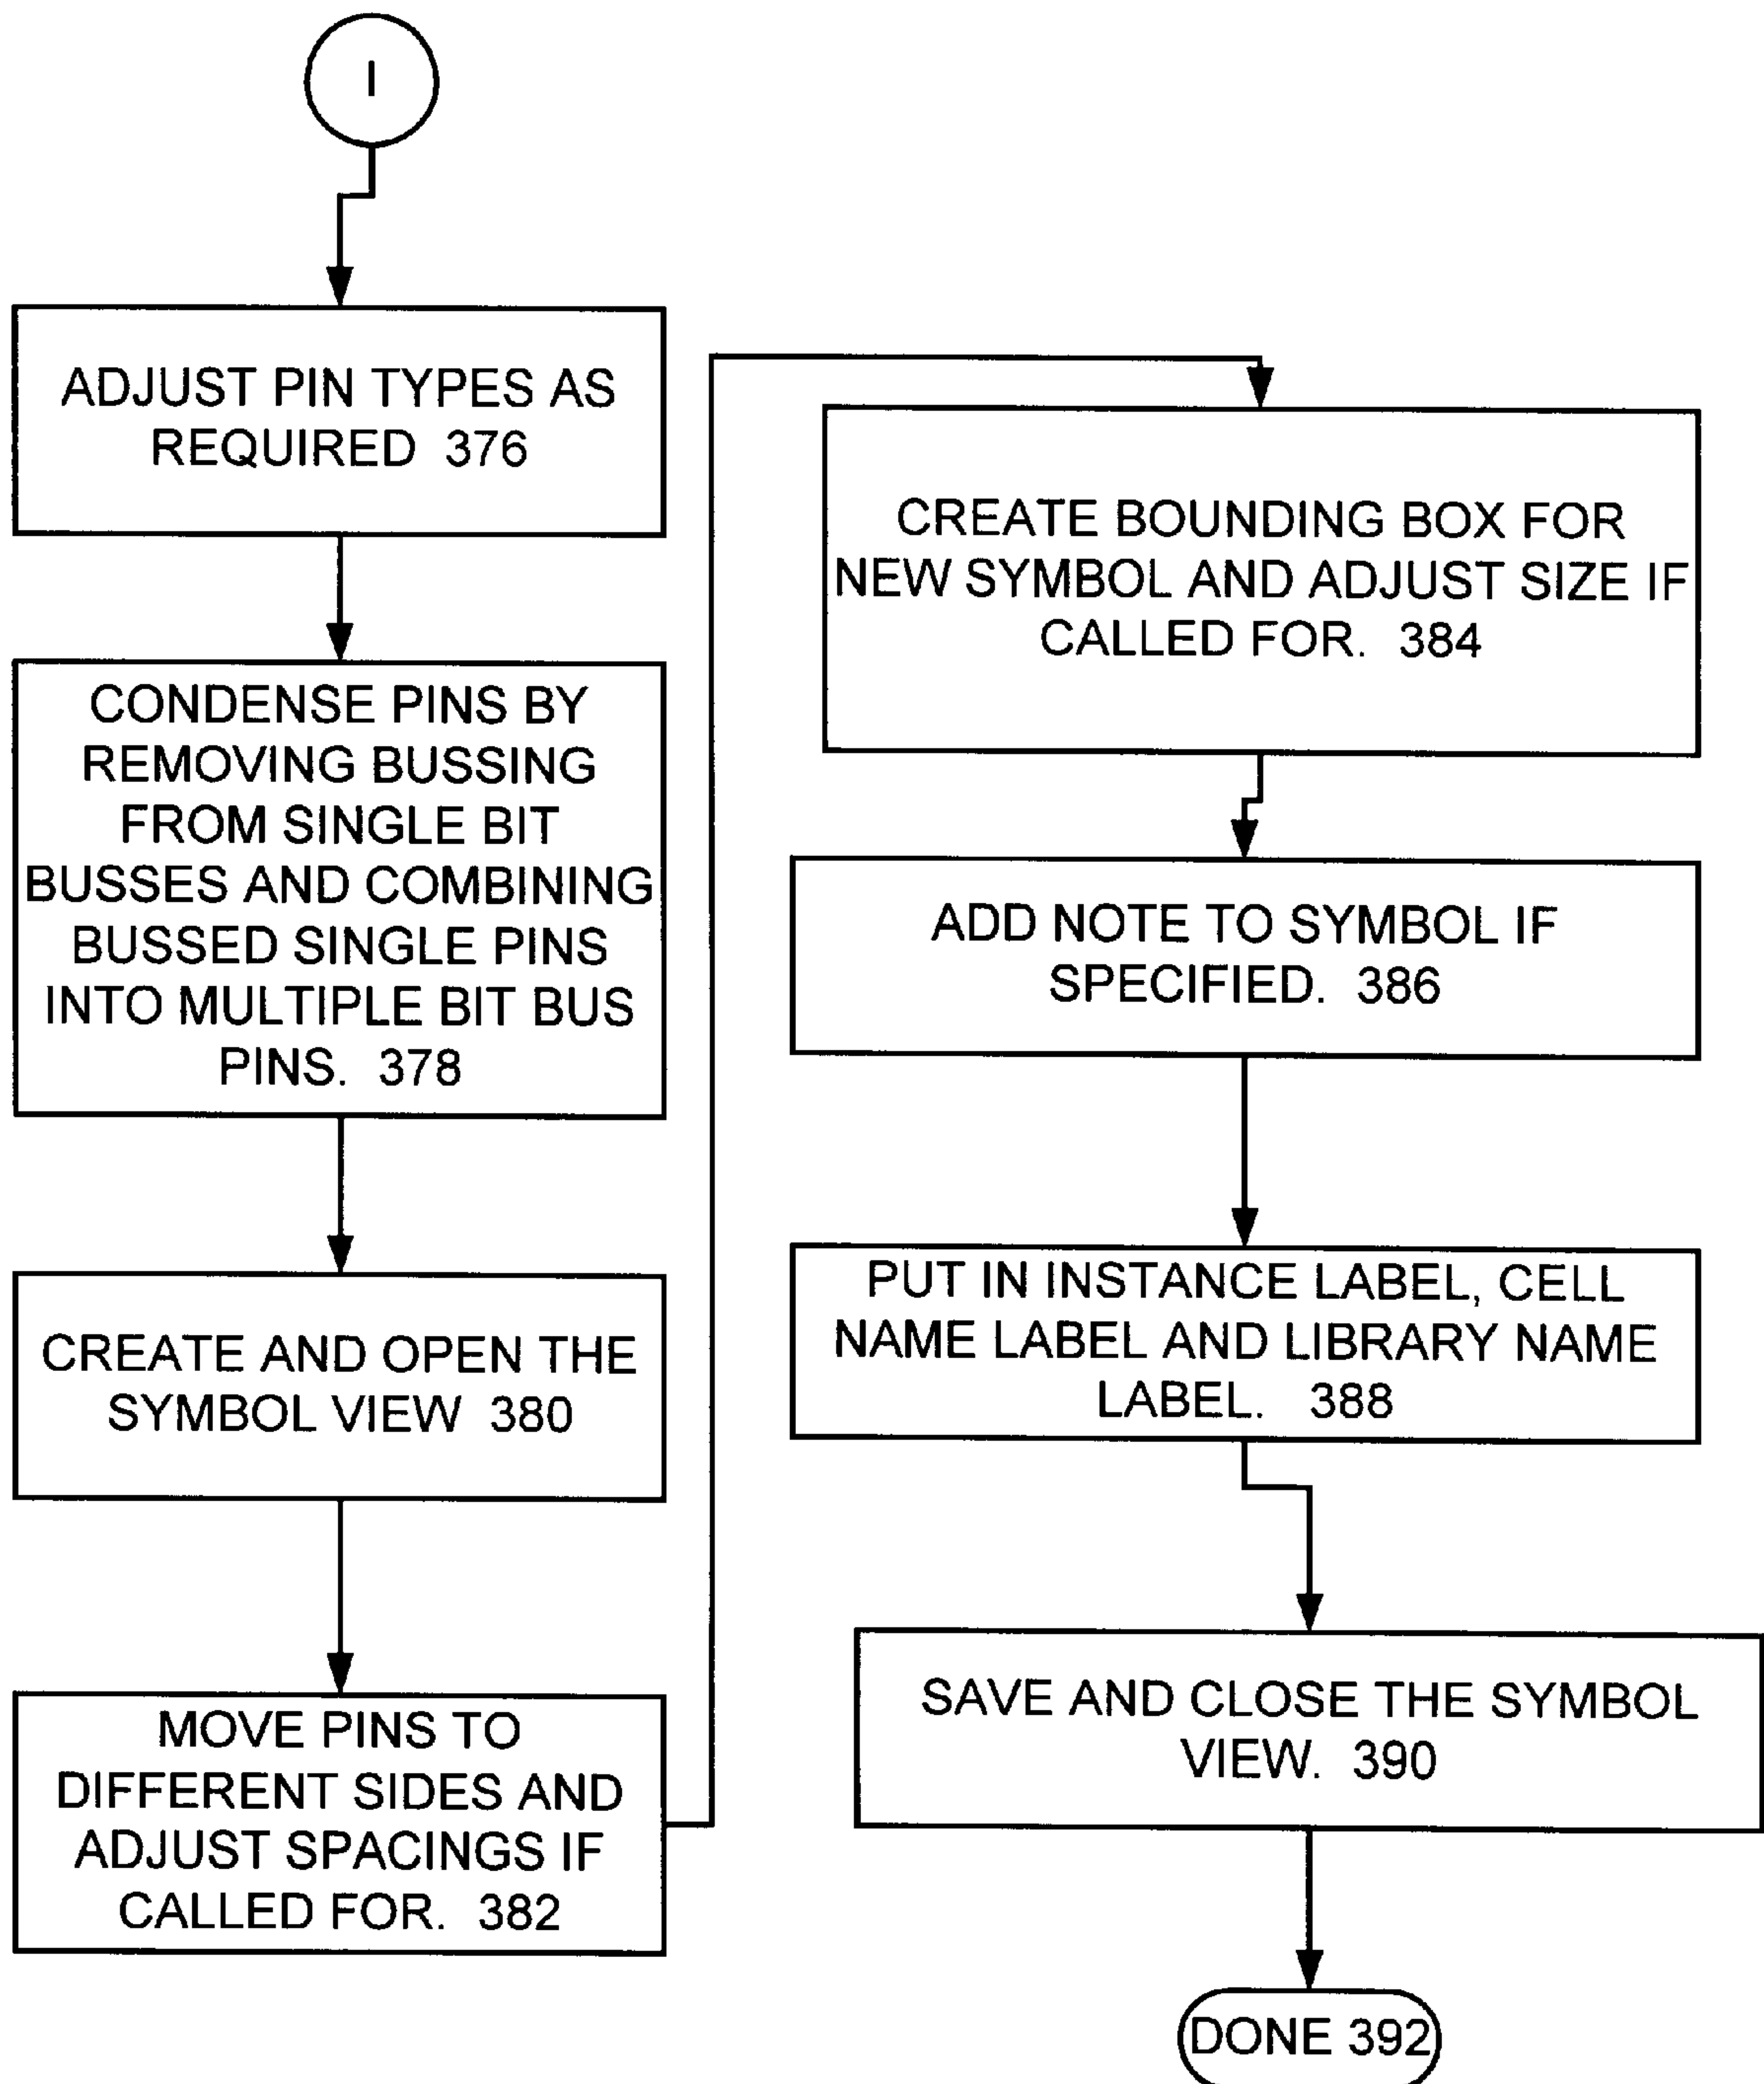 I
ADJUST PIN TYPES AS
REQUIRED 376
CONDENSE PINS BY
REMOVING BUSSING
FROM SINGLE BIT
BUSSES AND COMBINING
BUSSED SINGLE PINS
INTO MULTIPLE BIT BUS
PINS. 378
CREATE AND OPEN THE
SYMBOL VIEW 380
MOVE PINS TO
DIFFERENT SIDES AND
ADJUST SPACINGS IF
CALLED FOR. 382
CREATE BOUNDING BOX FOR
NEW SYMBOL AND ADJUST SIZE IF
CALLED FOR. 384
ADD NOTE TO SYMBOL IF
SPECIFIED. 386
PUT IN INSTANCE LABEL, CELL
NAME LABEL AND LIBRARY NAME
LABEL. 388
SAVE AND CLOSE THE SYMBOL
VIEW. 390
DONE 392